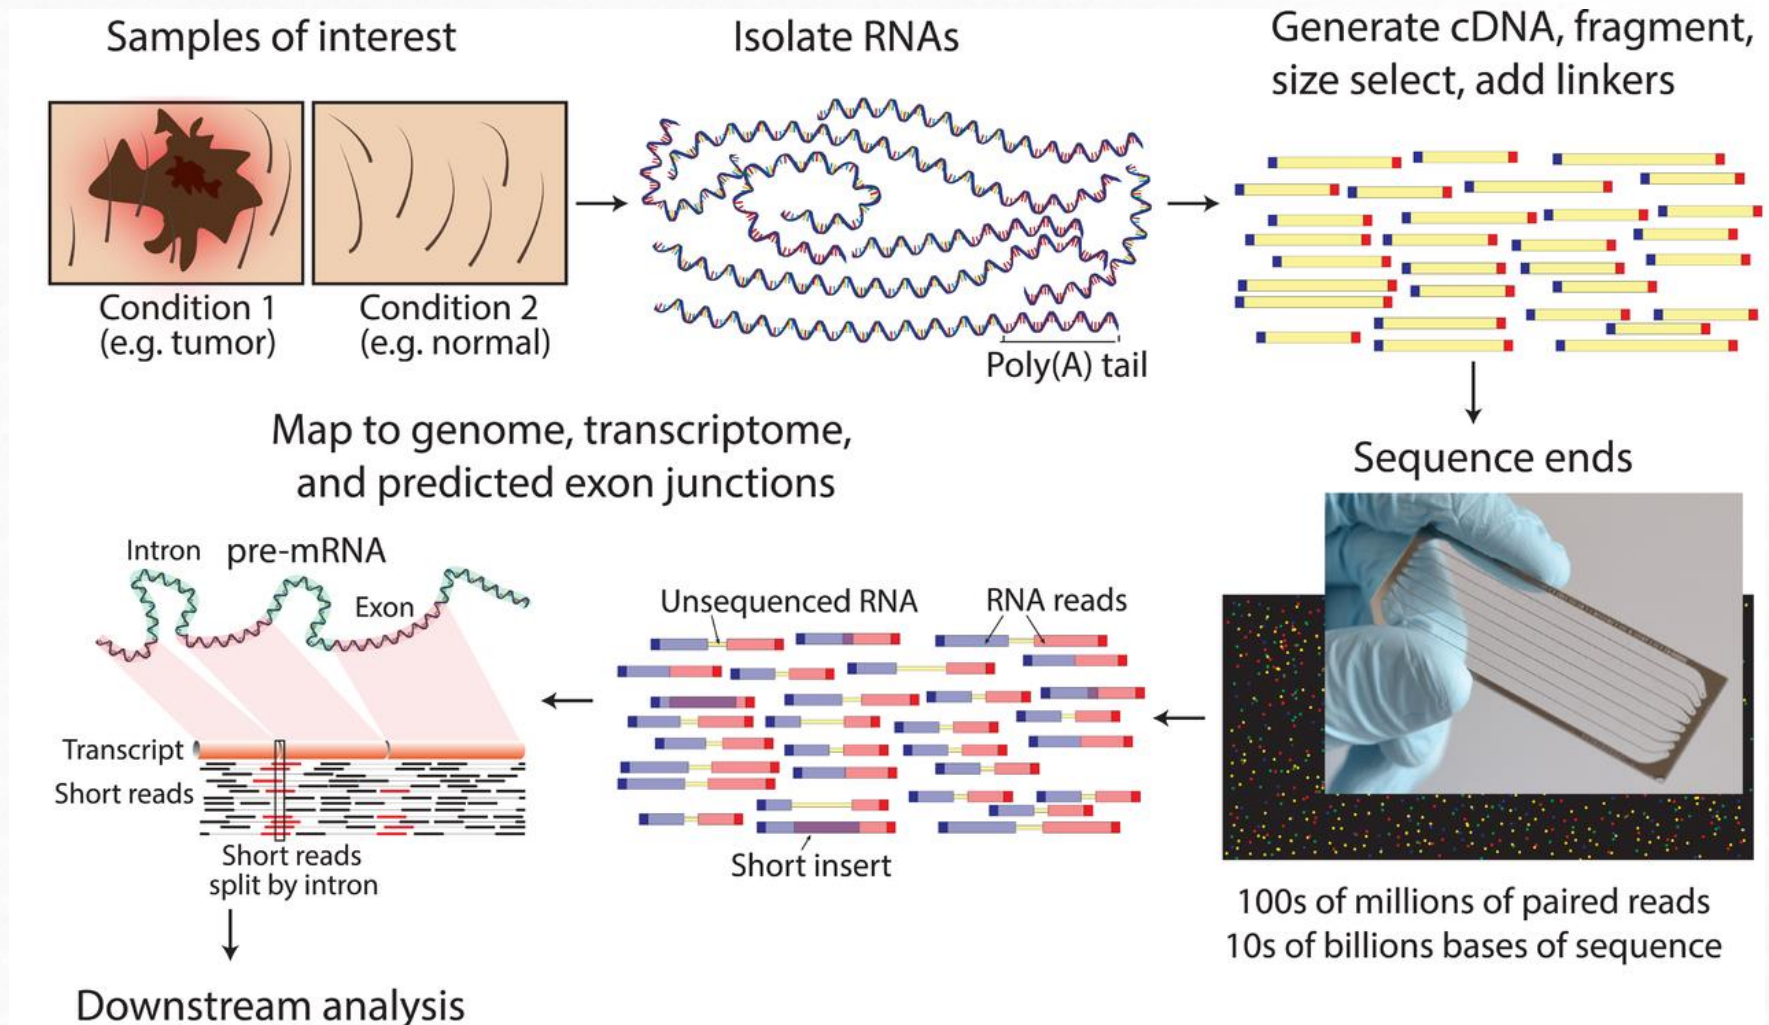 Samples of interest
Isolate RNAs
Generate cDNA, fragment,
size select, add linkers
Condition 1
(e.g. tumor)
Condition 2
(e.g. normal)
Poly(A) tail
Map to genome, transcriptome,
and predicted exon junctions
Sequence ends
Intron
pre-mRNA
Exon
Unsequenced RNA
RNA reads
Transcript
Short reads
Short reads
split by intron
Short insert
100s of millions of paired reads
10s of billions bases of sequence
Downstream analysis